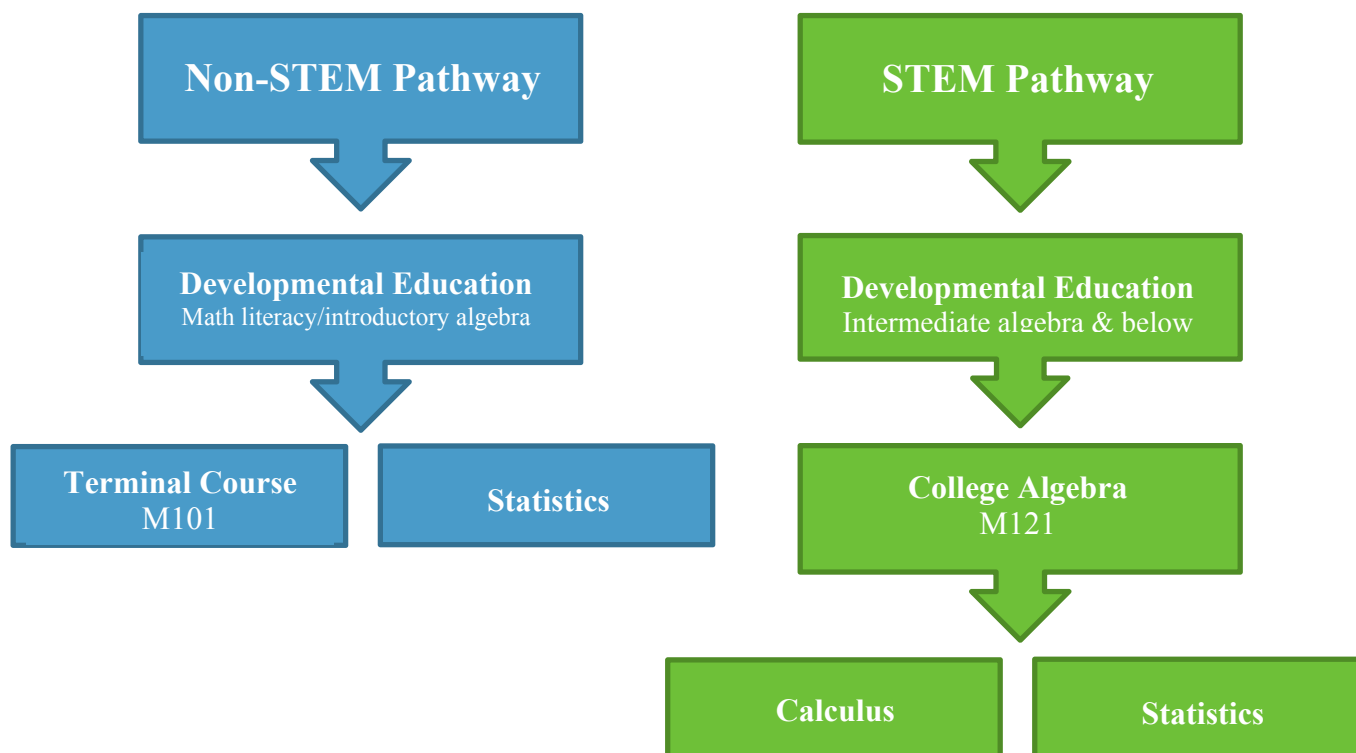 Non-STEM Pathway
Developmental Education
Math literacy/introductory algebra
Terminal Course
M101
Statistics
STEM Pathway
Developmental Education
Intermediate algebra & below
College Algebra
M121
Calculus
Statistics